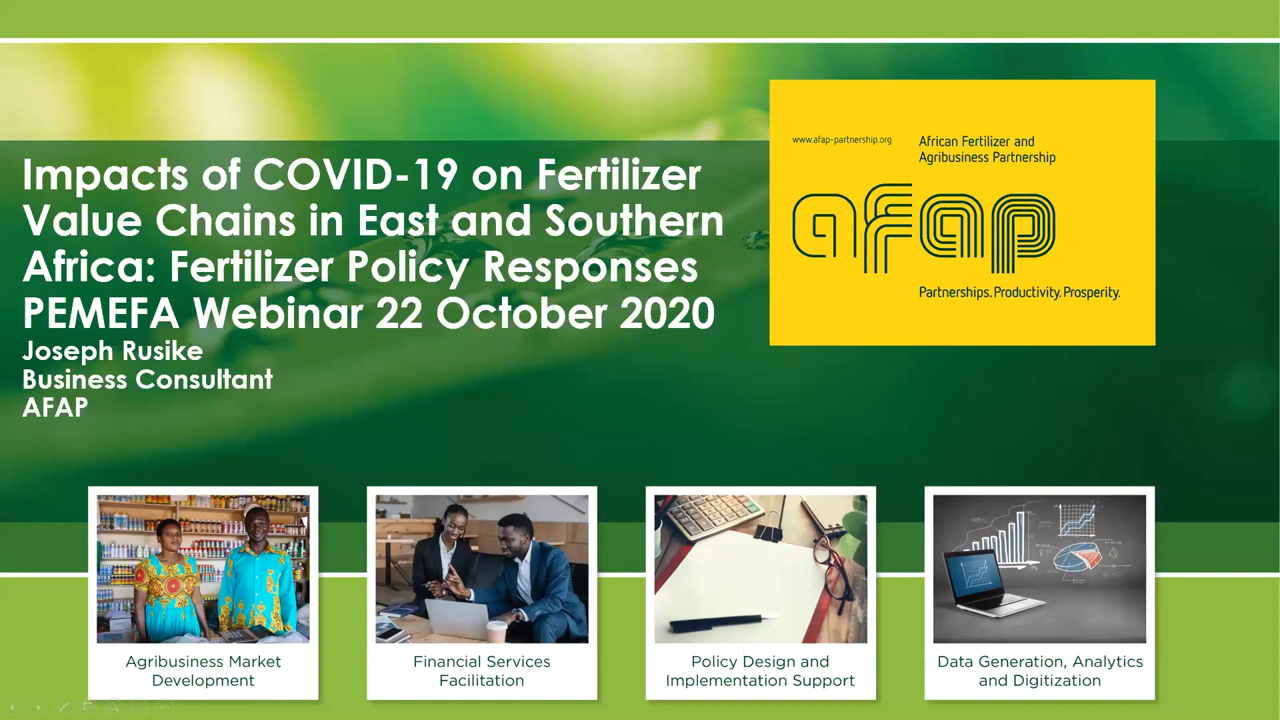 Impacts of COVID-19 on Fertilizer
Value Chains in East and Southern
Africa: Fertilizer Policy Responses
PEMEFA Webinar 22 October 2020
Joseph Rusike
Business Consultant
AFAP
www.afap-partnership.org
African Fertilizer and
Agribusiness Partnership
afap
Partnerships. Productivity. Prosperity.
Agribusiness Market
Development
Financial Services
Facilitation
Policy Design and
Implementation Support
Data Generation, Analytics
and Digitization